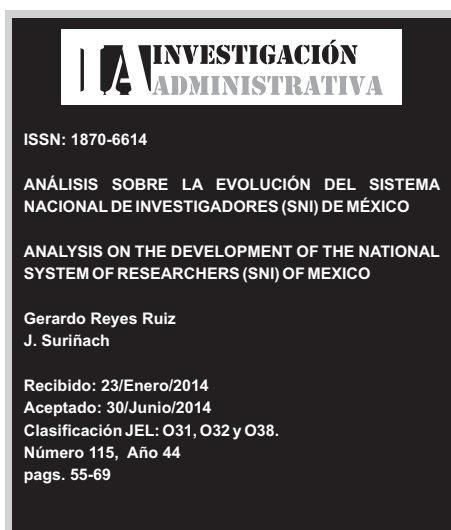 IA INVESTIGACIÓN
ADMINISTRATIVA
ISSN: 1870-6614
ANÁLISIS SOBRE LA EVOLUCIÓN DEL SISTEMA
NACIONAL DE INVESTIGADORES (SNI) DE MÉXICO
ANALYSIS ON THE DEVELOPMENT OF THE NATIONAL
SYSTEM OF RESEARCHERS (SNI) OF MEXICO
Gerardo Reyes Ruiz
J. Suriñach
Recibido: 23/Enero/2014
Aceptado: 30/Junio/2014
Clasificación JEL: O31, O32 y O38.
Número 115, Año 44
pags. 55-69